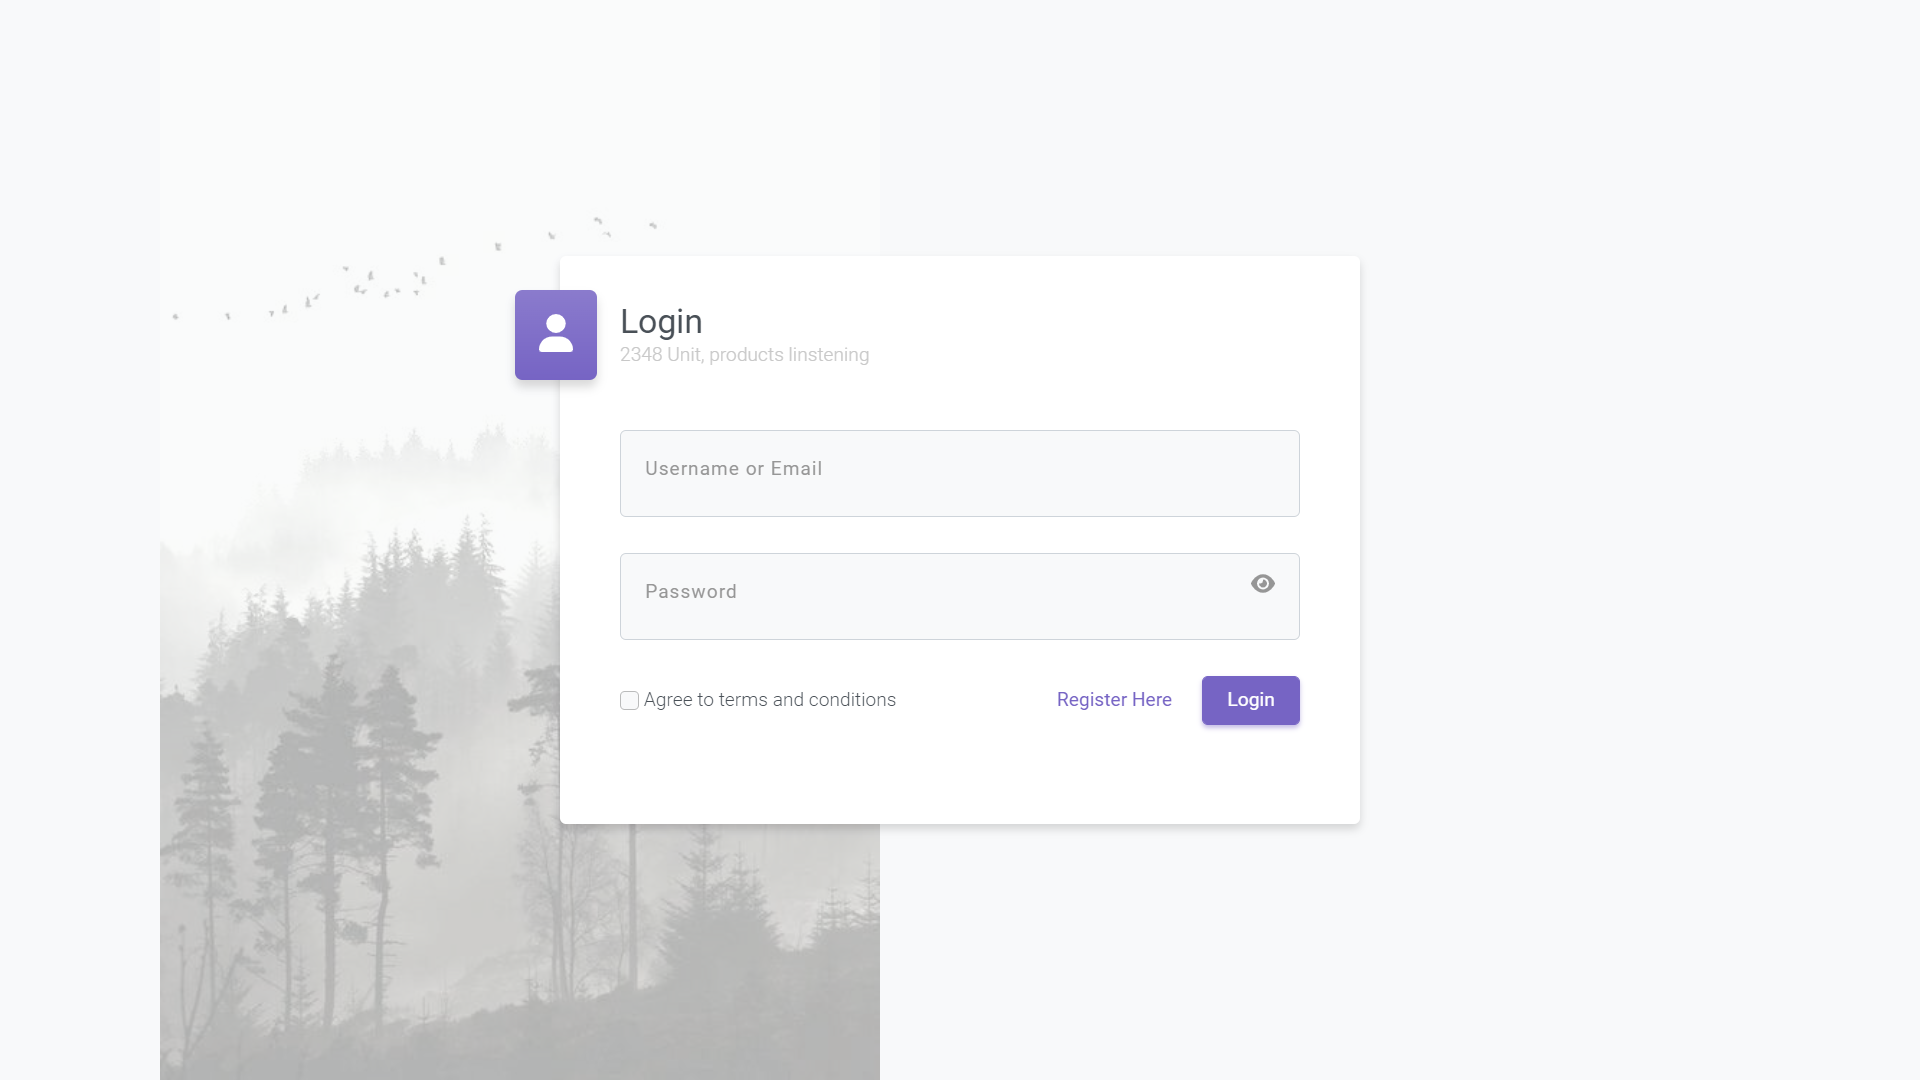 Login
2348 Unit, products linstening
Username or Email
Password
Agree to terms and conditions
Register Here
Login